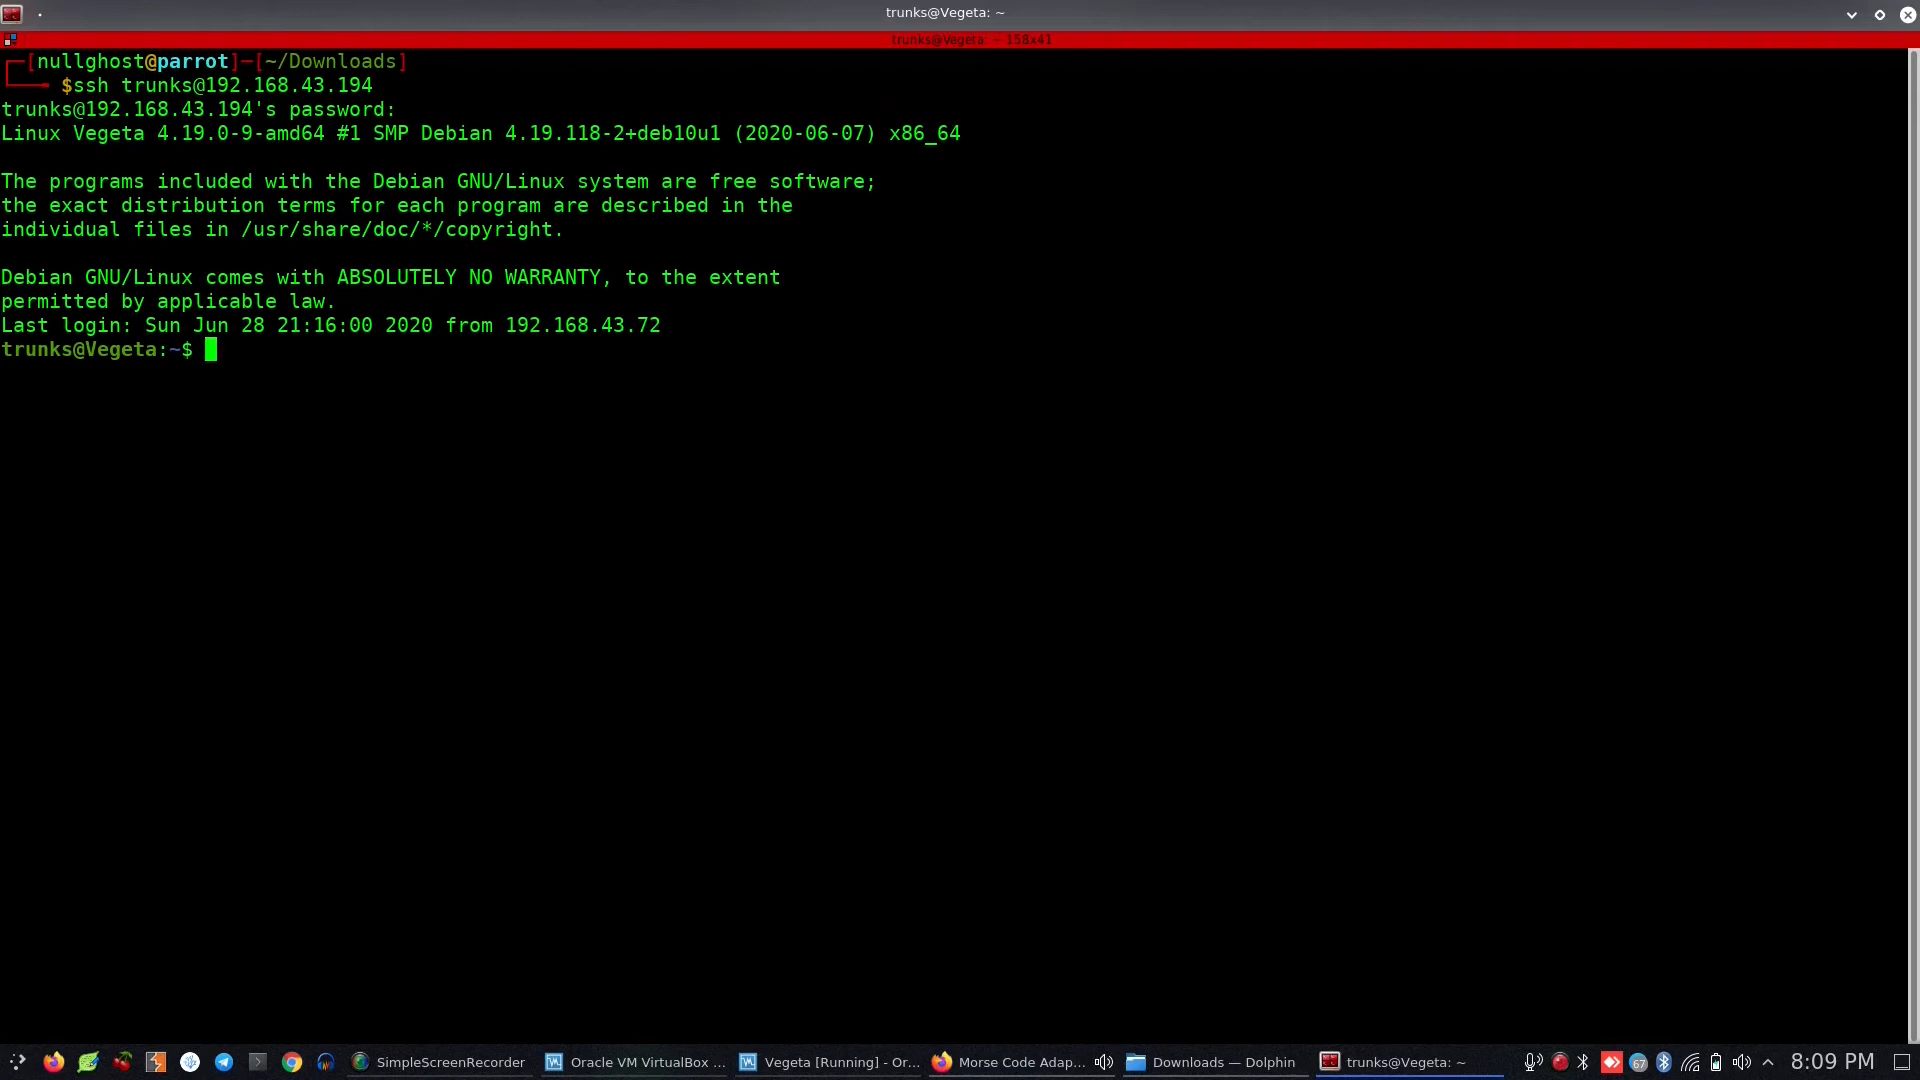 trunks@Vegeta: ~
trunks@Vegeta: ~ 158x41
[nullghost@parrot]─[~/Downloads]
$ssh trunks@192.168.43.194
trunks@192.168.43.194's password:
Linux Vegeta 4.19.0-9-amd64 #1 SMP Debian 4.19.118-2+deb10u1 (2020-06-07) x86_64
The programs included with the Debian GNU/Linux system are free software;
the exact distribution terms for each program are described in the
individual files in /usr/share/doc/*/copyright.
Debian GNU/Linux comes with ABSOLUTELY NO WARRANTY, to the extent
permitted by applicable law.
Last login: Sun Jun 28 21:16:00 2020 from 192.168.43.72
trunks@Vegeta:~$
SimpleScreenRecorder Oracle VM VirtualBox ... Vegeta [Running] - Or... Morse Code Adap... Downloads — Dolphin trunks@Vegeta: ~ 67 8:09 PM